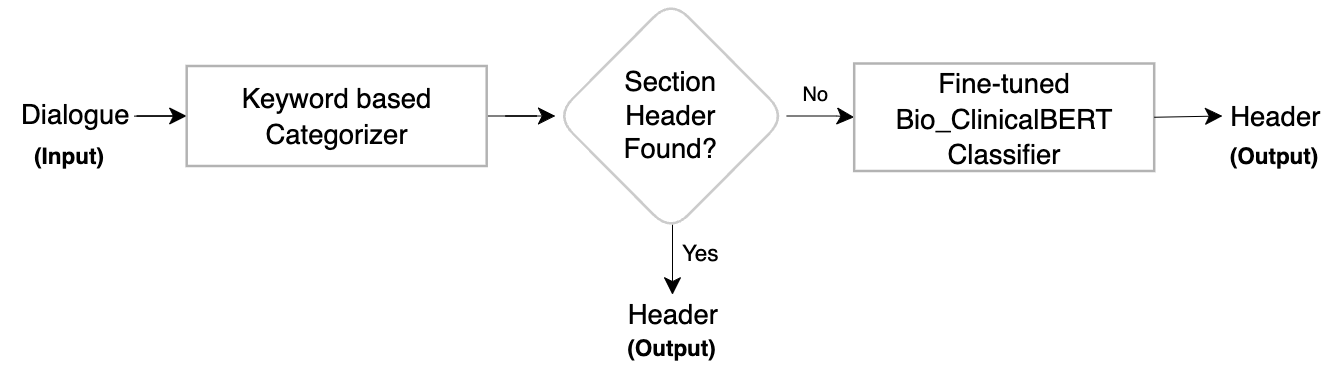 Dialogue
(Input)
Keyword based
Categorizer
Section
Header
Found?
No
Fine-tuned
Bio_ClinicalBERT
Classifier
Header
(Output)
Yes
Header
(Output)